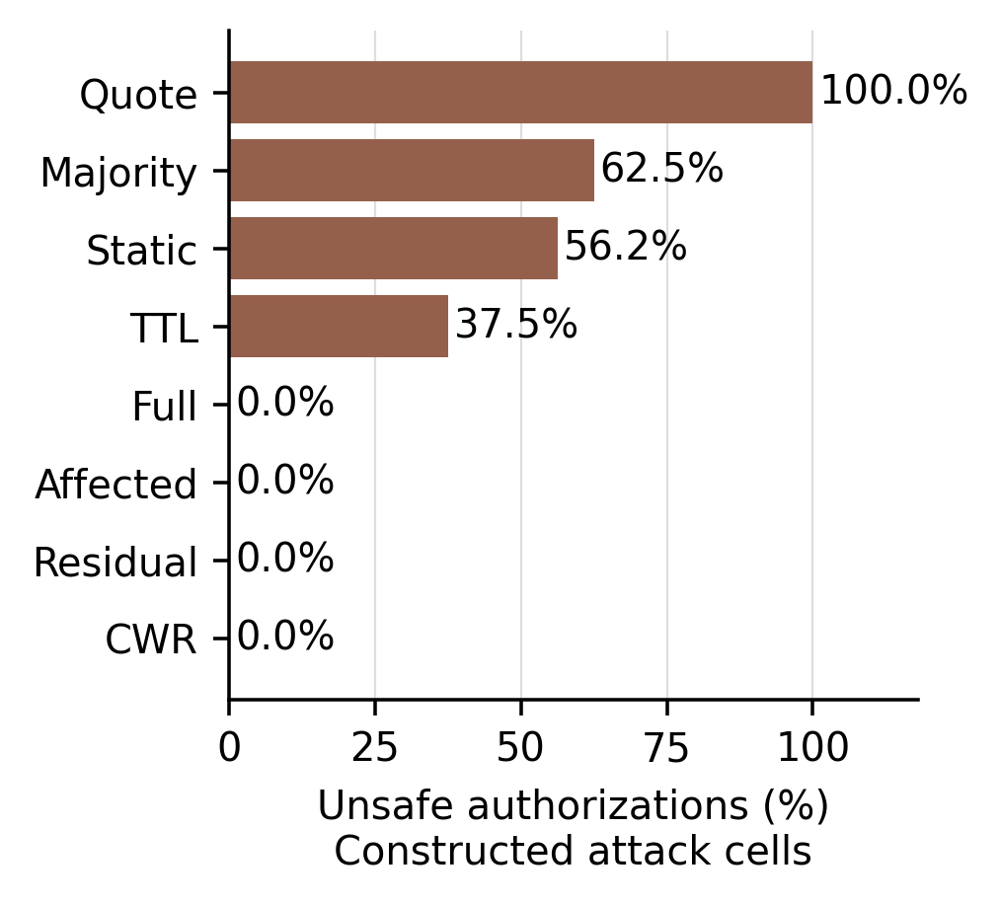 Quote 100.0%
Majority 62.5%
Static 56.2%
TTL 37.5%
Full 0.0%
Affected 0.0%
Residual 0.0%
CWR 0.0%
0 25 50 75 100
Unsafe authorizations (%)
Constructed attack cells